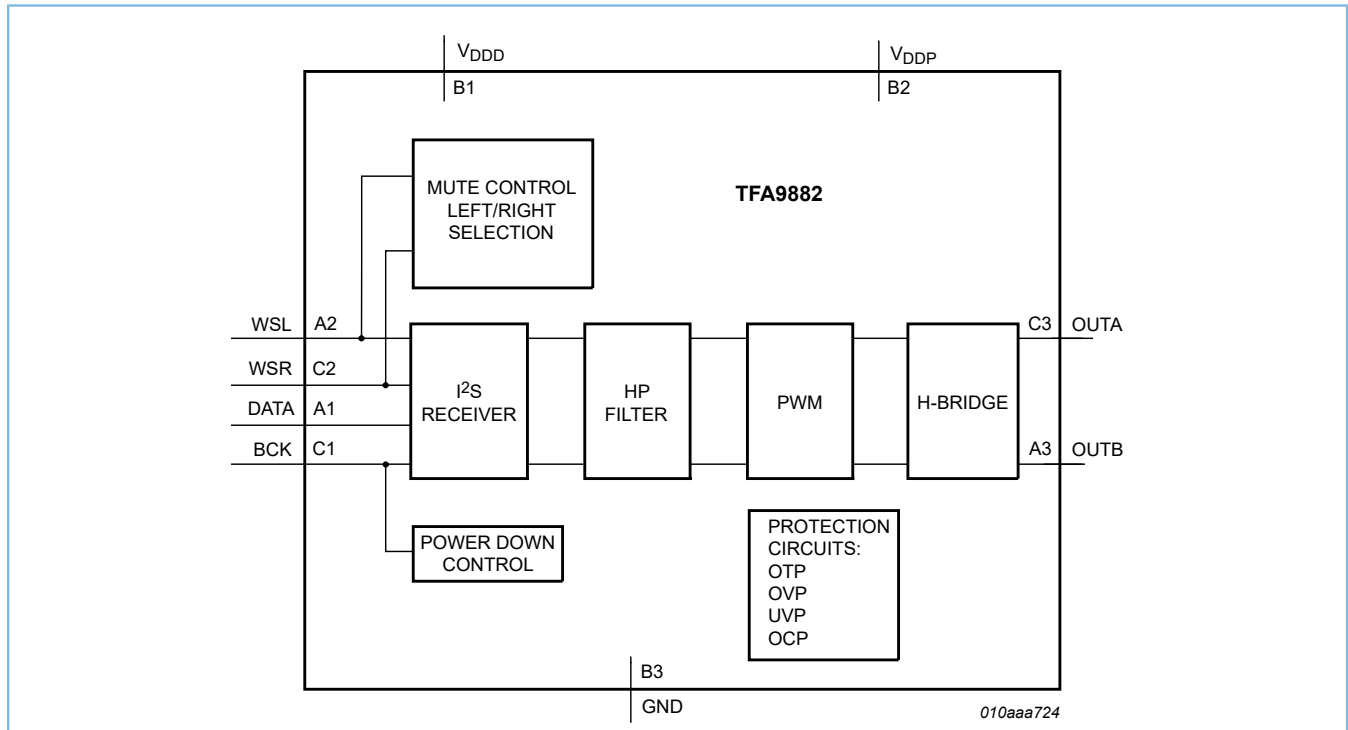 VDDD
VDDP
B1
B2
MUTE CONTROL
LEFT/RIGHT
SELECTION
TFA9882
WSL
A2
WSR
C2
DATA
A1
BCK
C1
I2S
RECEIVER
HP
FILTER
PWM
H-BRIDGE
C3
OUTA
A3
OUTB
POWER DOWN
CONTROL
PROTECTION
CIRCUITS:
OTP
OVP
UVP
OCP
B3
GND
010aaa724